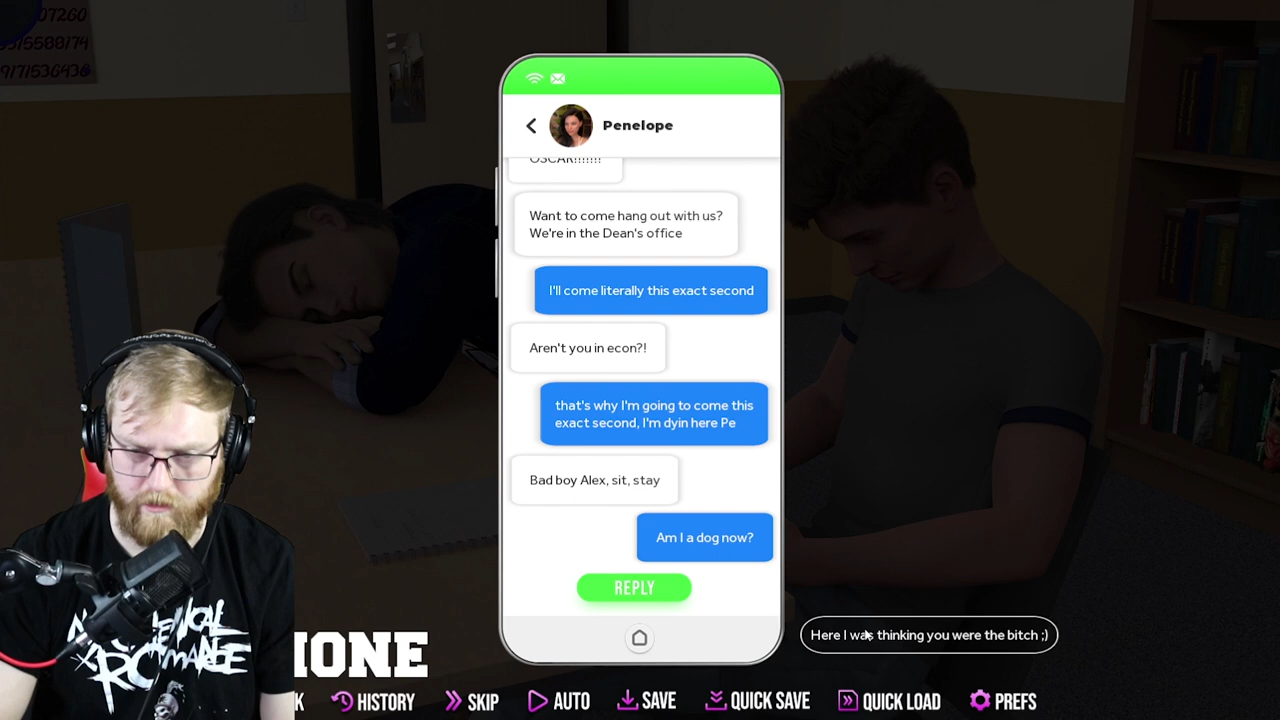 07260
9171536438
Penelope
OSCAR!!!!!!!
Want to come hang out with us?
We're in the Dean's office
I'll come literally this exact second
Aren't you in econ?!
that's why I'm going to come this
exact second, I'm dyin here Pe
Bad boy Alex, sit, stay
Am I a dog now?
REPLY
Here I was thinking you were the bitch ;)
K
HISTORY
SKIP
AUTO
SAVE
QUICK SAVE
QUICK LOAD
PREFS